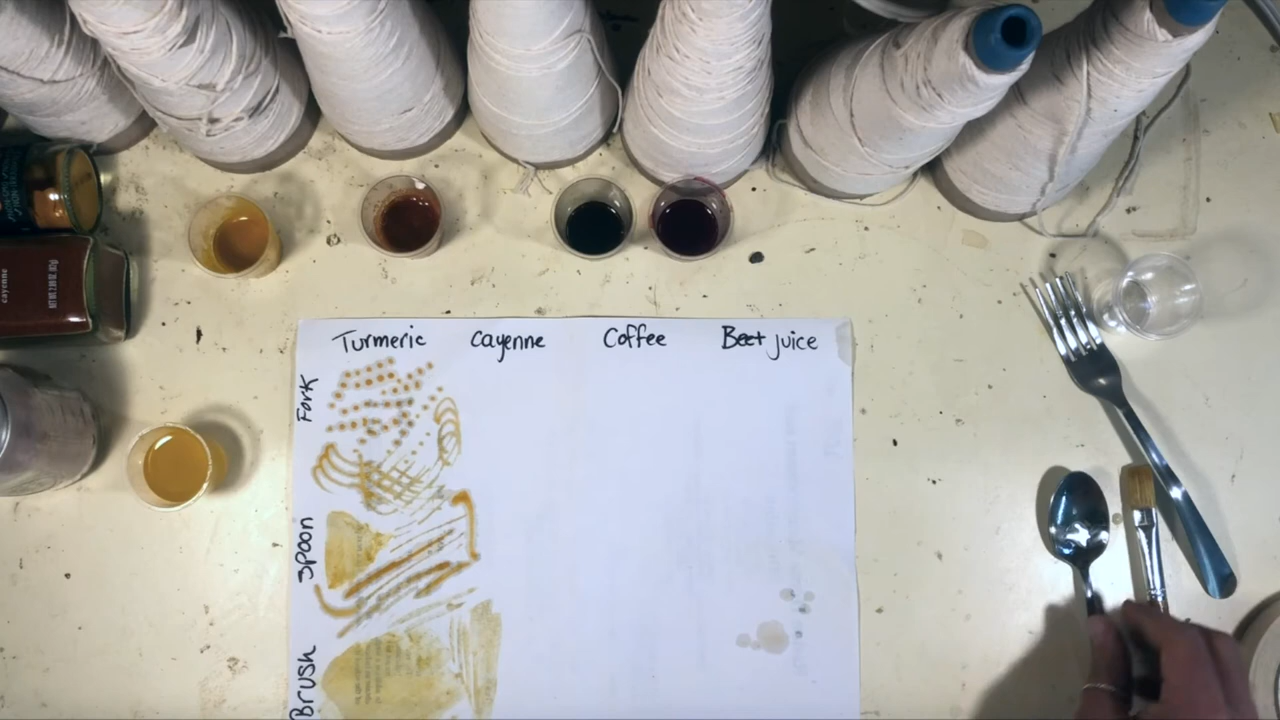 Turmeric Cayenne Coffee Beet juice
Fork
Spoon
Brush
cayenne